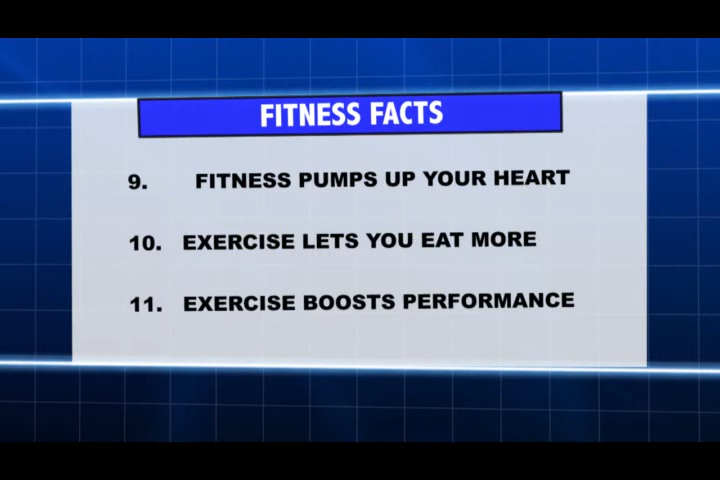 FITNESS FACTS
9. FITNESS PUMPS UP YOUR HEART
10. EXERCISE LETS YOU EAT MORE
11. EXERCISE BOOSTS PERFORMANCE